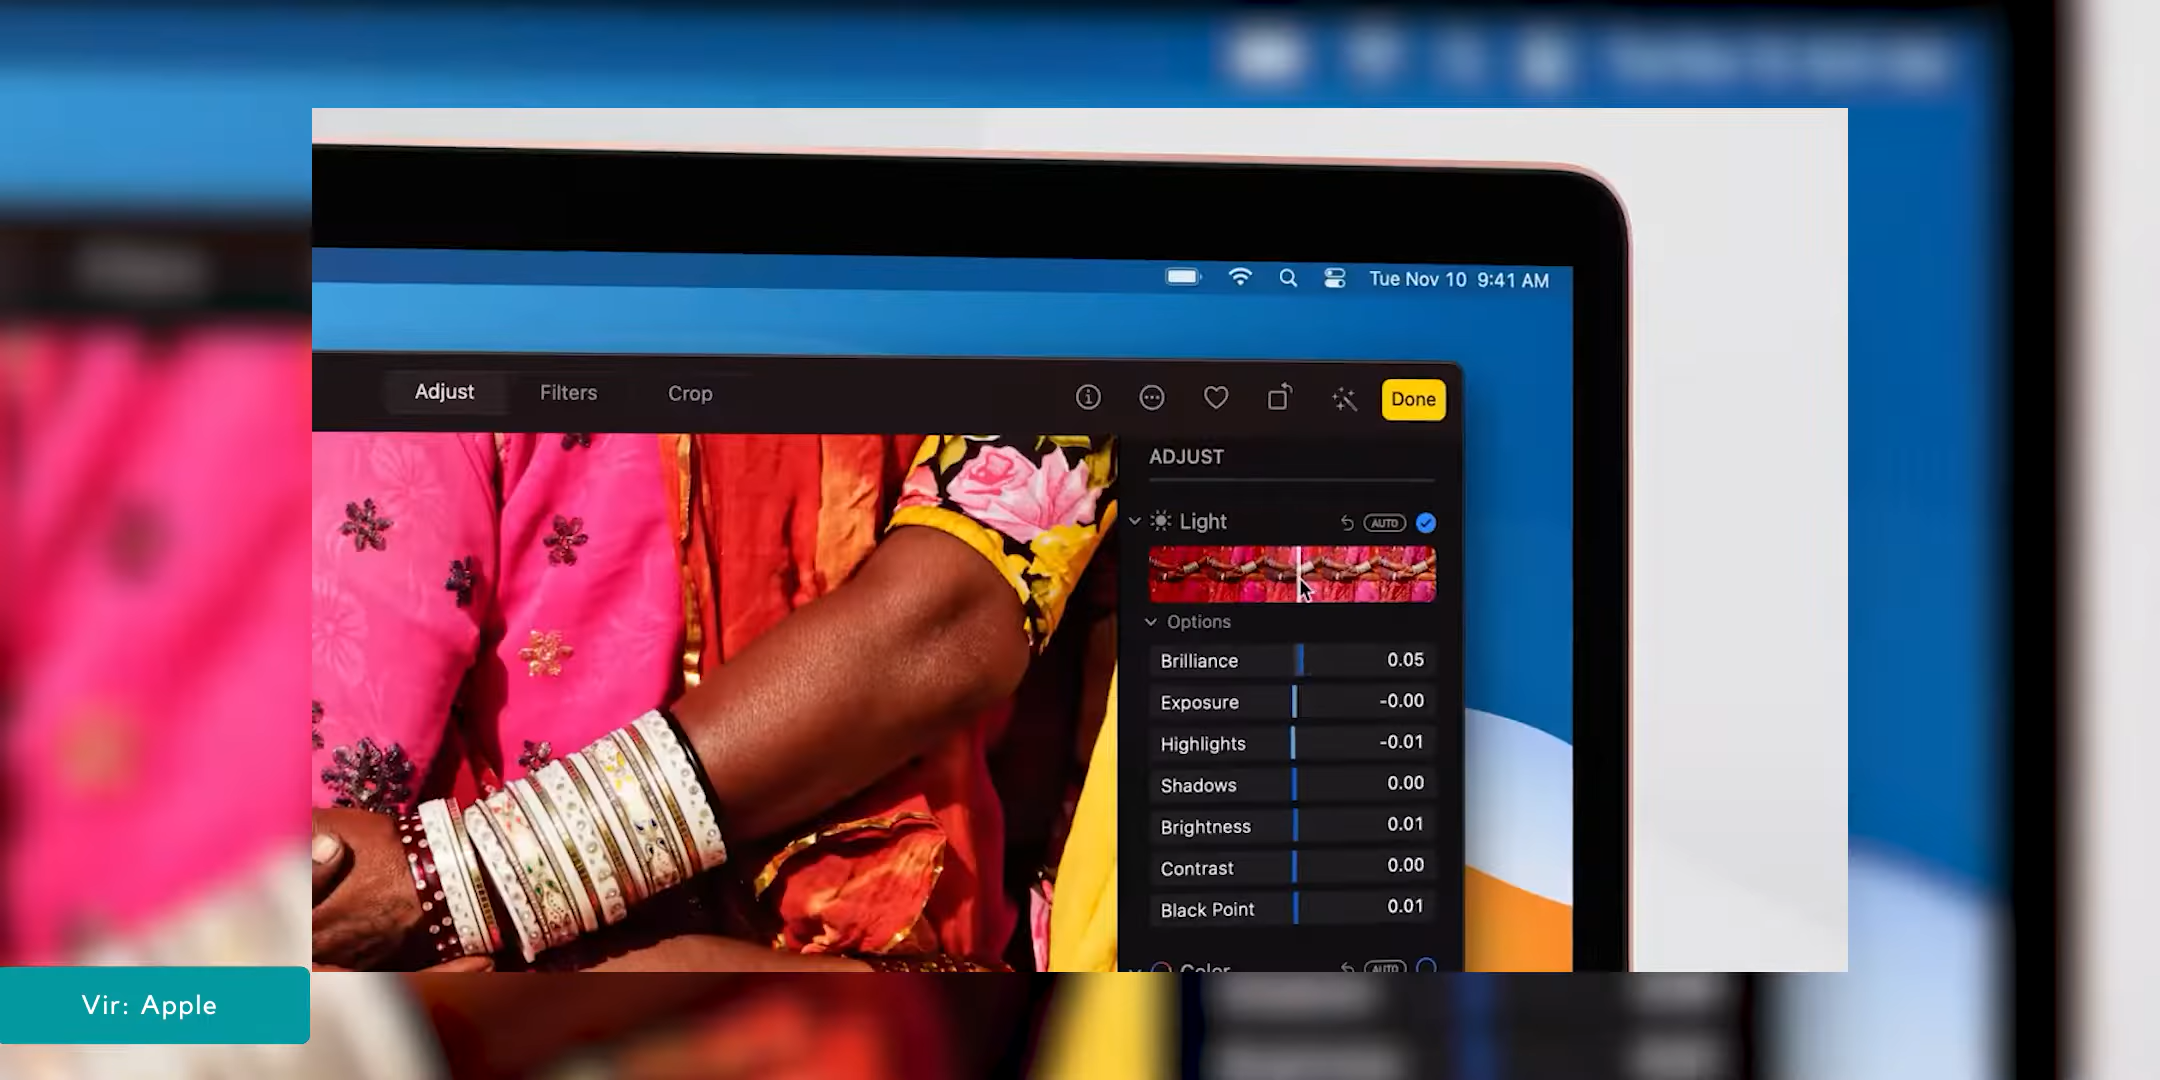 Tue Nov 10 9:41 AM
Adjust Filters Crop Done
ADJUST
Light AUTO
Options
Brilliance 0.05
Exposure -0.00
Highlights -0.01
Shadows 0.00
Brightness 0.01
Contrast 0.00
Black Point 0.01
Color AUTO
Vir: Apple